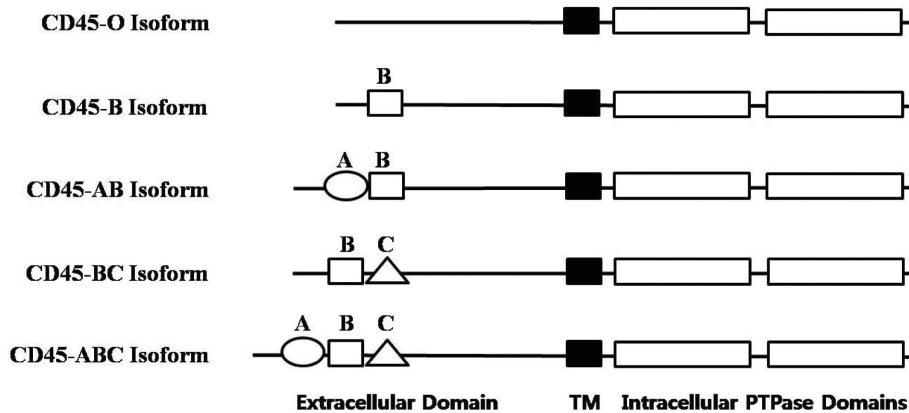 CD45-O Isoform
B
CD45-B Isoform
A B
CD45-AB Isoform
B C
CD45-BC Isoform
A B C
CD45-ABC Isoform
Extracellular Domain TM Intracellular PTPase Domains